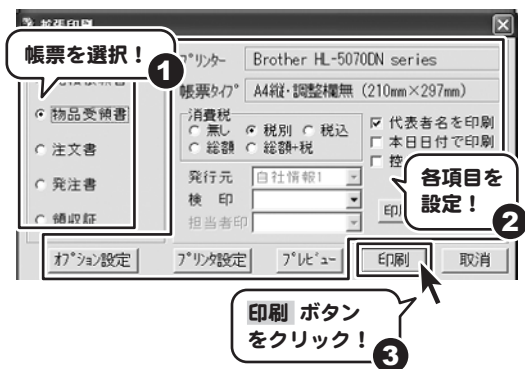 拡張印刷
帳票を選択！
1
ﾌﾟﾘﾝﾀｰ Brother HL-5070DN series
帳票ﾀｲﾌﾟ A4縦・調整欄無 (210mm×297mm)
物品受領書
注文書
発注書
領収証
消費税
無し 税別 税込
総額 総額+税
代表者名を印刷
本日日付で印刷
控
発行元 自社情報1
検 印
担当者印
各項目を
設定！
2
ｵﾌﾟｼｮﾝ設定 ﾌﾟﾘﾝﾀ設定 ﾌﾟﾚﾋﾞｭｰ 印刷 取消
印刷 ボタン
をクリック！
3